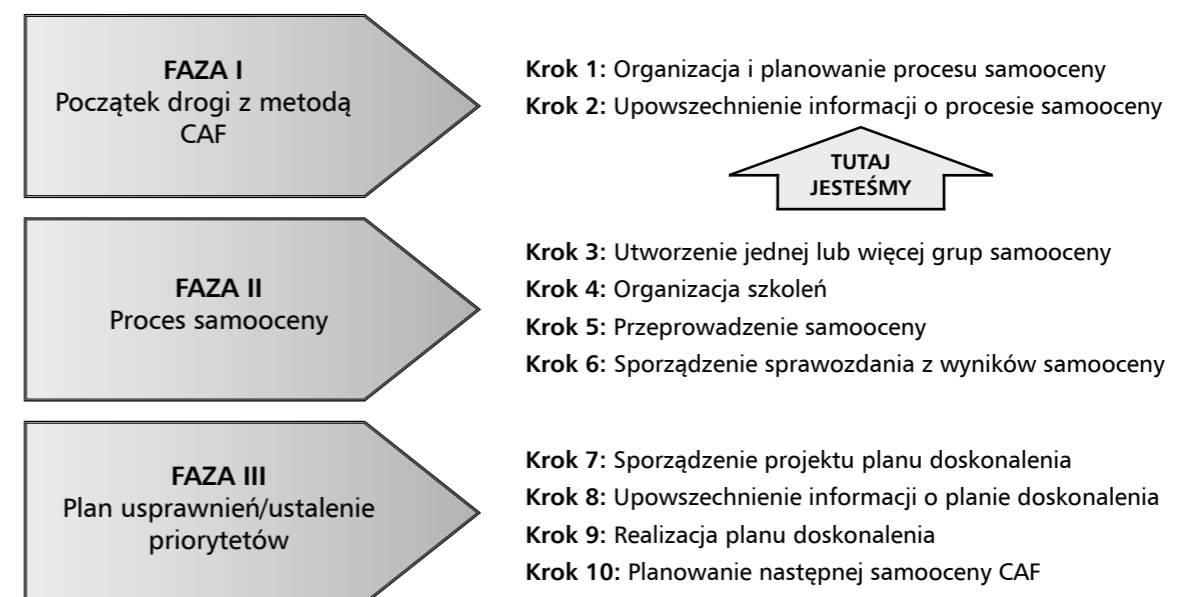 FAZA I
Początek drogi z metodą
CAF
Krok 1: Organizacja i planowanie procesu samooceny
Krok 2: Upowszechnienie informacji o procesie samooceny
TUTAJ
JESTEŚMY
FAZA II
Proces samooceny
Krok 3: Utworzenie jednej lub więcej grup samooceny
Krok 4: Organizacja szkoleń
Krok 5: Przeprowadzenie samooceny
Krok 6: Sporządzenie sprawozdania z wyników samooceny
FAZA III
Plan usprawnień/ustalenie
priorytetów
Krok 7: Sporządzenie projektu planu doskonalenia
Krok 8: Upowszechnienie informacji o planie doskonalenia
Krok 9: Realizacja planu doskonalenia
Krok 10: Planowanie następnej samooceny CAF